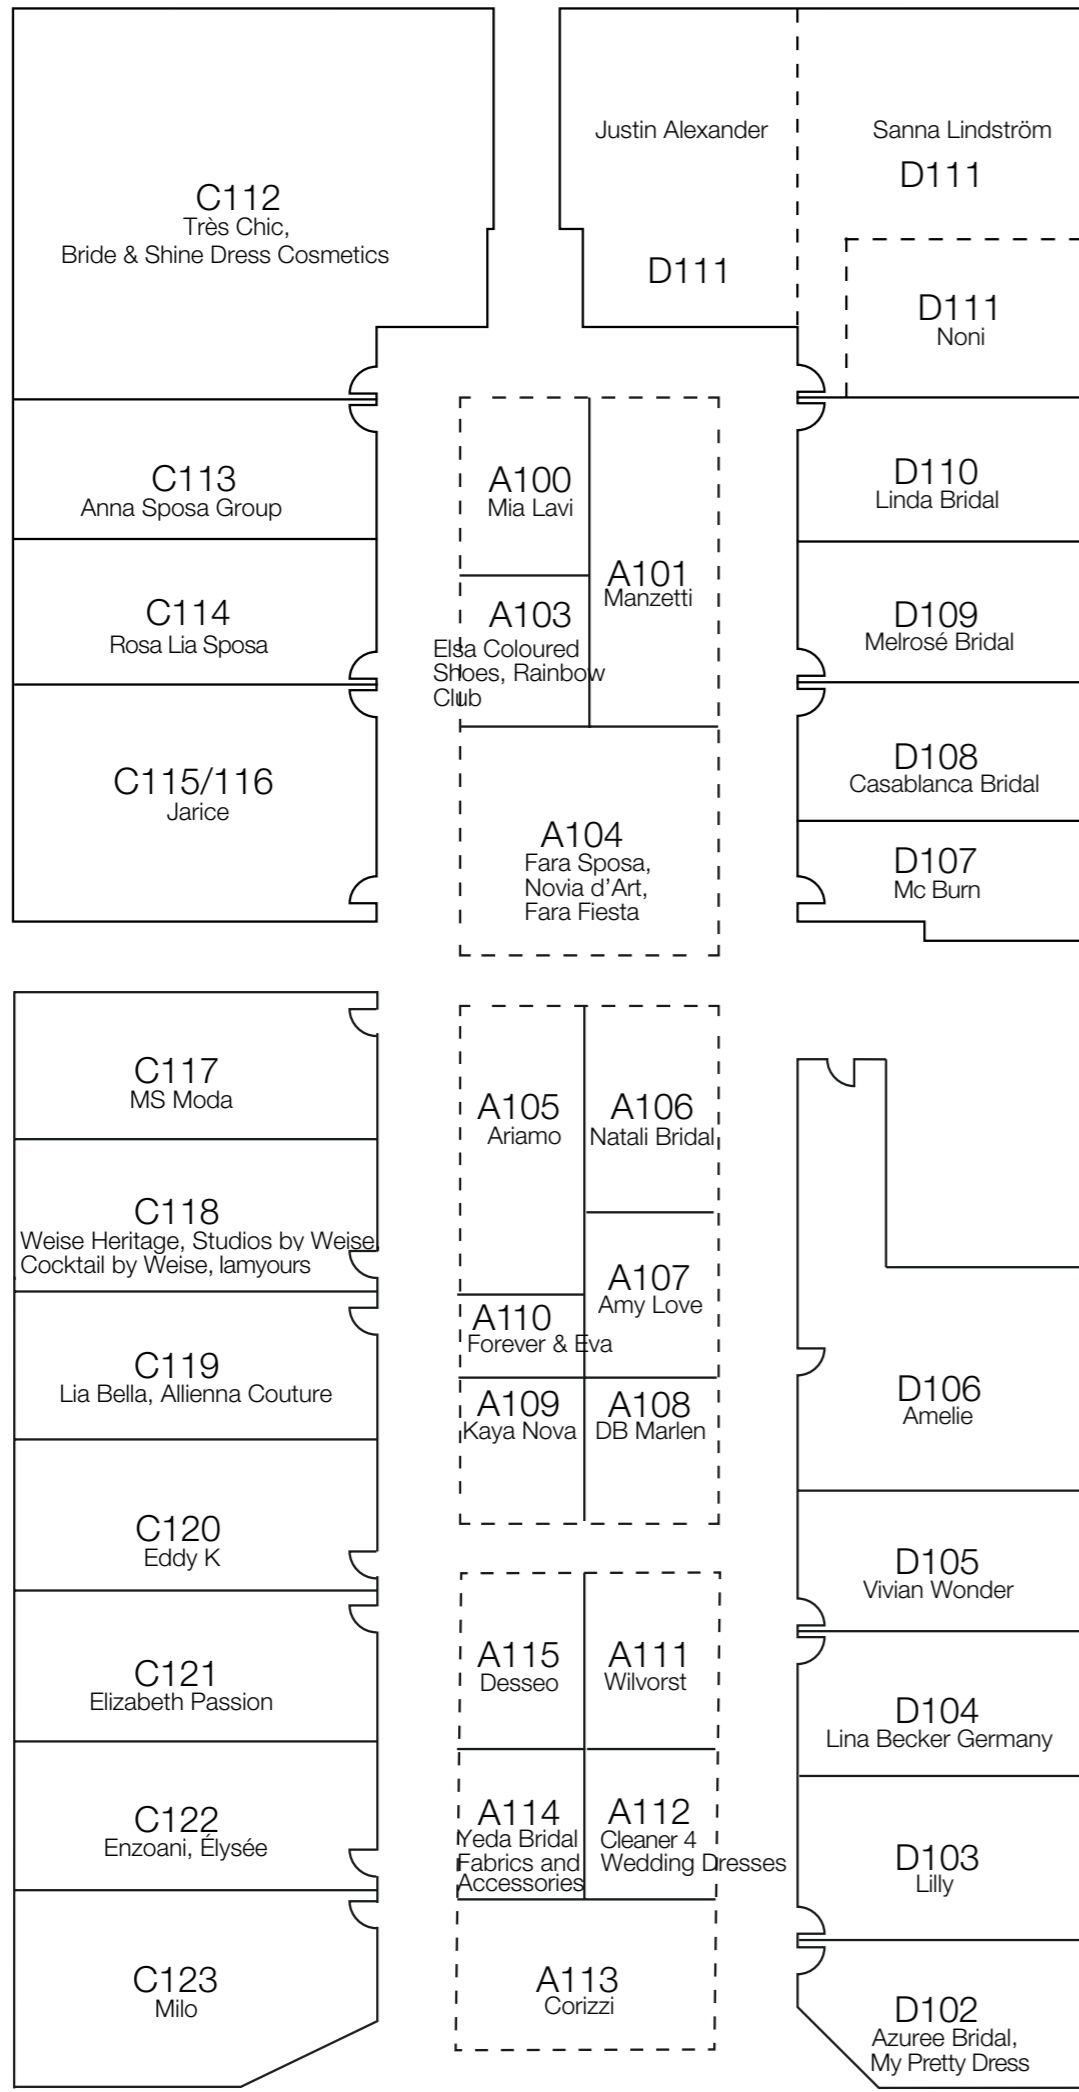 C112
Très Chic,
Bride & Shine Dress Cosmetics
C113
Anna Sposa Group
C114
Rosa Lia Sposa
C115/116
Jarice
C117
MS Moda
C118
Weise Heritage, Studios by Weise
Cocktail by Weise, Iamyours
C119
Lia Bella, Allienna Couture
C120
Eddy K
C121
Elizabeth Passion
C122
Enzoani, Élysée
C123
Milo
A100
Mia Lavi
A101
Manzetti
A103
Elsa Coloured
Shoes, Rainbow
Club
A104
Fara Sposa,
Novia d’Art,
Fara Fiesta
A105
Ariamo
A106
Natali Bridal
A107
Amy Love
A110
Forever & Eva
A109
Kaya Nova
A108
DB Marlen
A115
Desseo
A111
Wilvorst
A114
Yeda Bridal
Fabrics and
Accessories
A112
Cleaner 4
Wedding Dresses
A113
Corizzi
Justin Alexander
D111
Sanna Lindström
D111
D111
Noni
D110
Linda Bridal
D109
Melrosé Bridal
D108
Casablanca Bridal
D107
Mc Burn
D106
Amelie
D105
Vivian Wonder
D104
Lina Becker Germany
D103
Lilly
D102
Azuree Bridal,
My Pretty Dress